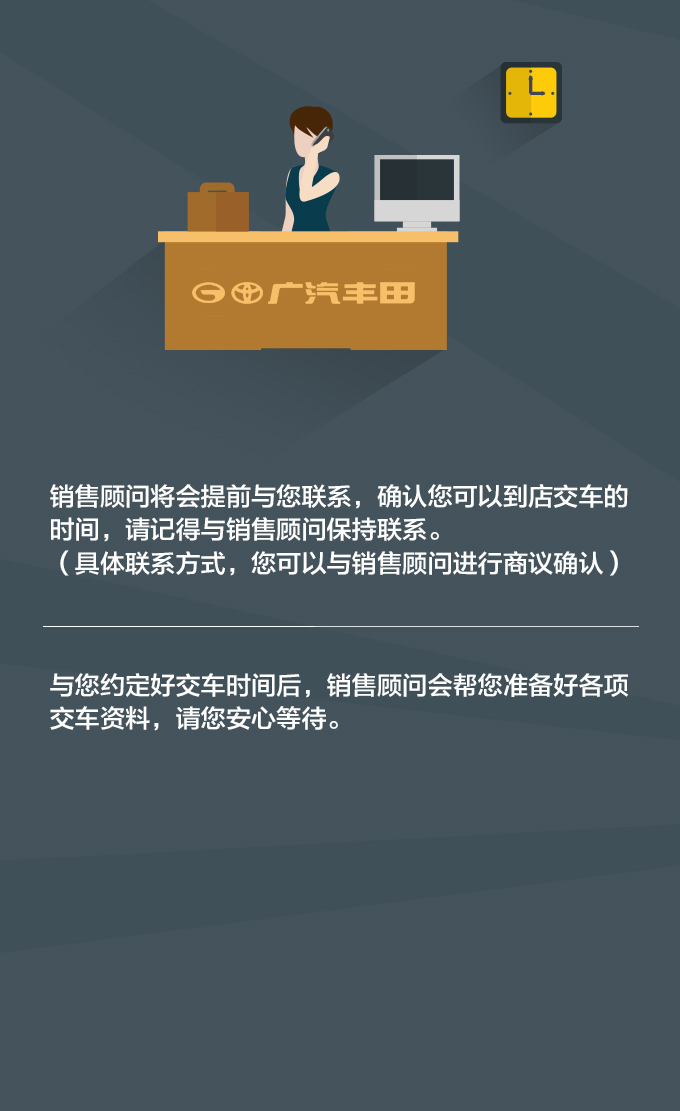 广汽丰田
销售顾问将会提前与您联系，确认您可以到店交车的
时间，请记得与销售顾问保持联系。
（具体联系方式，您可以与销售顾问进行商议确认）
与您约定好交车时间后，销售顾问会帮您准备好各项
交车资料，请您安心等待。